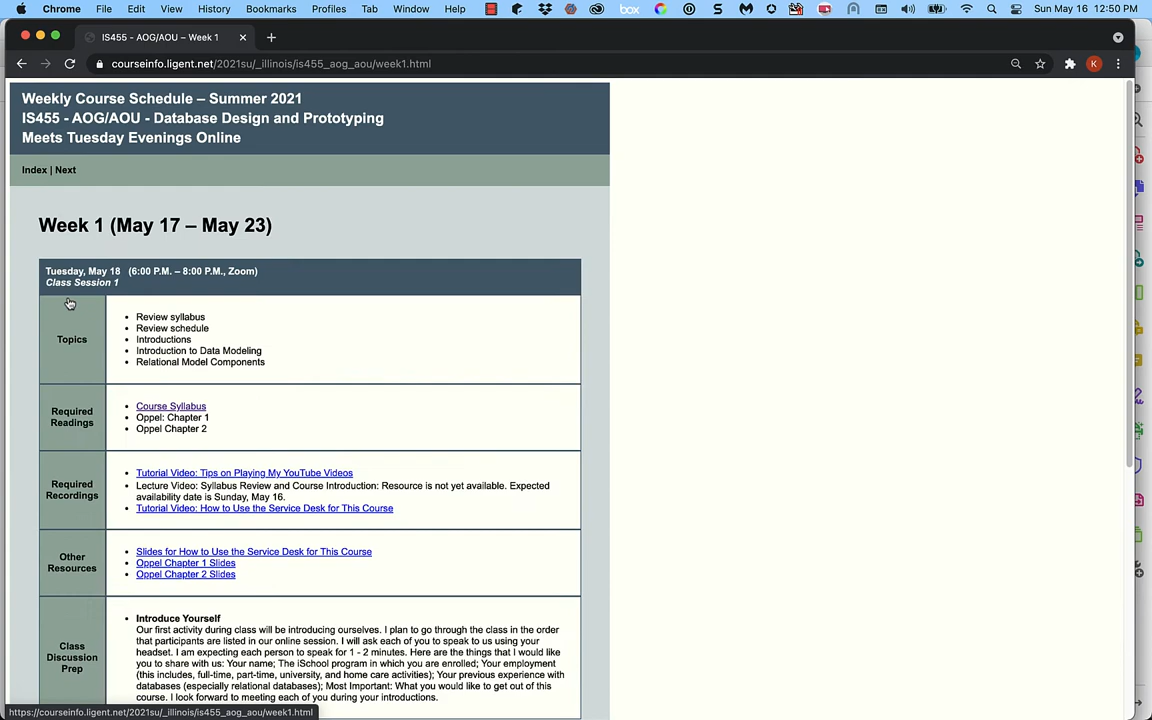 Chrome File Edit View History Bookmarks Profiles Tab Window Help box Sun May 16 12:50 PM
IS455 - AOG/AOU – Week 1
courseinfo.ligent.net/2021su/_illinois/is455_aog_aou/week1.html
K
Weekly Course Schedule – Summer 2021
IS455 - AOG/AOU - Database Design and Prototyping
Meets Tuesday Evenings Online
Index | Next
Week 1 (May 17 – May 23)
Tuesday, May 18 (6:00 P.M. – 8:00 P.M., Zoom)
Class Session 1
Topics
• Review syllabus
• Review schedule
• Introductions
• Introduction to Data Modeling
• Relational Model Components
Required
Readings
• Course Syllabus
• Oppel: Chapter 1
• Oppel Chapter 2
Required
Recordings
• Tutorial Video: Tips on Playing My YouTube Videos
• Lecture Video: Syllabus Review and Course Introduction: Resource is not yet available. Expected
availability date is Sunday, May 16.
• Tutorial Video: How to Use the Service Desk for This Course
Other
Resources
• Slides for How to Use the Service Desk for This Course
• Oppel Chapter 1 Slides
• Oppel Chapter 2 Slides
Class
Discussion
Prep
• Introduce Yourself
Our first activity during class will be introducing ourselves. I plan to go through the class in the order
that participants are listed in our online session. I will ask each of you to speak to us using your
headset. I am expecting each person to speak for 1 - 2 minutes. Here are the things that I would like
you to share with us: Your name; The iSchool program in which you are enrolled; Your employment
(this includes, full-time, part-time, university, and home care activities); Your previous experience with
databases (especially relational databases); Most Important: What you would like to get out of this
course. I look forward to meeting each of you during your introductions.
https://courseinfo.ligent.net/2021su/_illinois/is455_aog_aou/week1.html